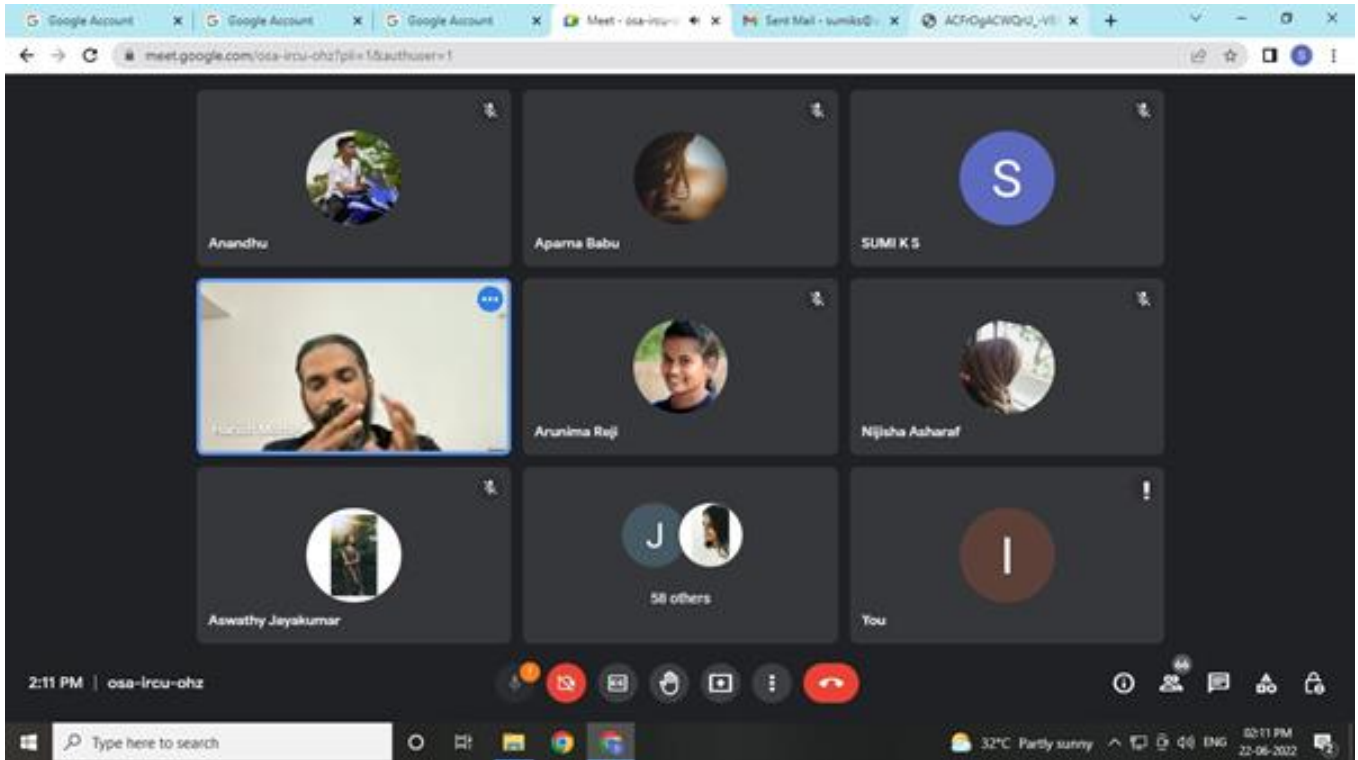 Google Account
Google Account
Google Account
Meet - osa-ircu-
Sent Mail - sumiks@
meet.google.com/osa-ircu-ohz?pli=1&authuser=1
S
Anandhu
Aparna Babu
S
SUMI K S
Arunima Reji
Nijisha Asharaf
Aswathy Jayakumar
J
58 others
I
You
2:11 PM | osa-ircu-ohz
66
Type here to search
32°C Partly sunny
ENG
02:11 PM
22-06-2022
2